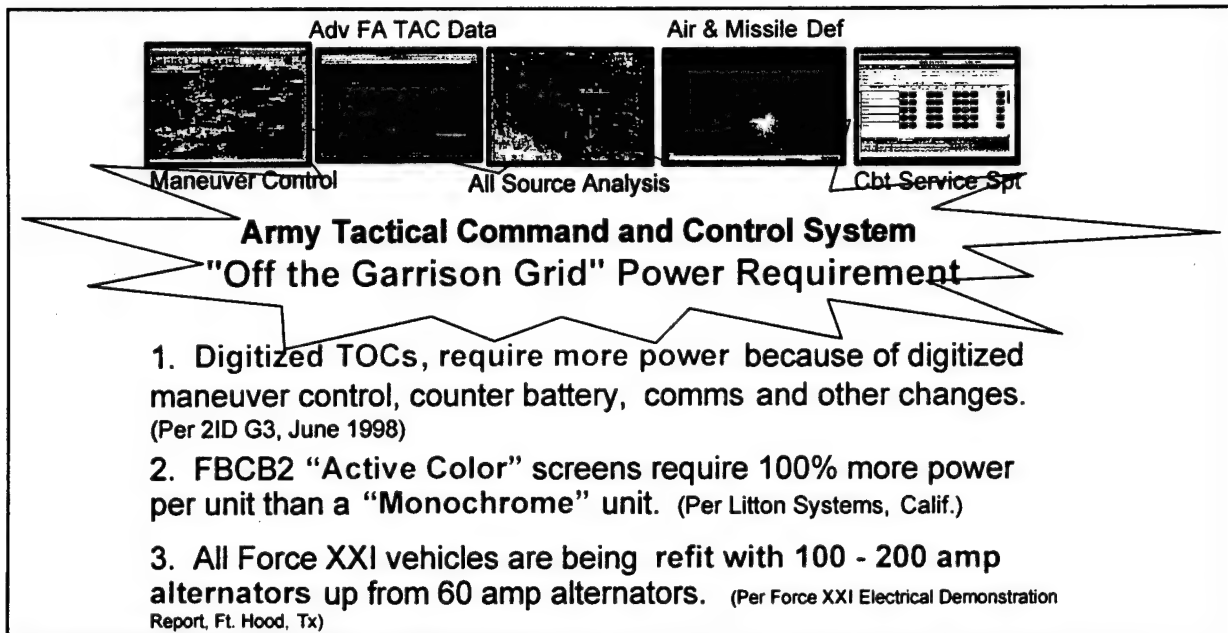 Adv FA TAC Data
Air & Missile Def
Maneuver Control
All Source Analysis
Cbt Service Spt
Army Tactical Command and Control System
"Off the Garrison Grid" Power Requirement
1. Digitized TOCs, require more power because of digitized
maneuver control, counter battery, comms and other changes.
(Per 2ID G3, June 1998)
2. FBCB2 “Active Color” screens require 100% more power
per unit than a “Monochrome” unit. (Per Litton Systems, Calif.)
3. All Force XXI vehicles are being refit with 100 - 200 amp
alternators up from 60 amp alternators. (Per Force XXI Electrical Demonstration
Report, Ft. Hood, Tx)